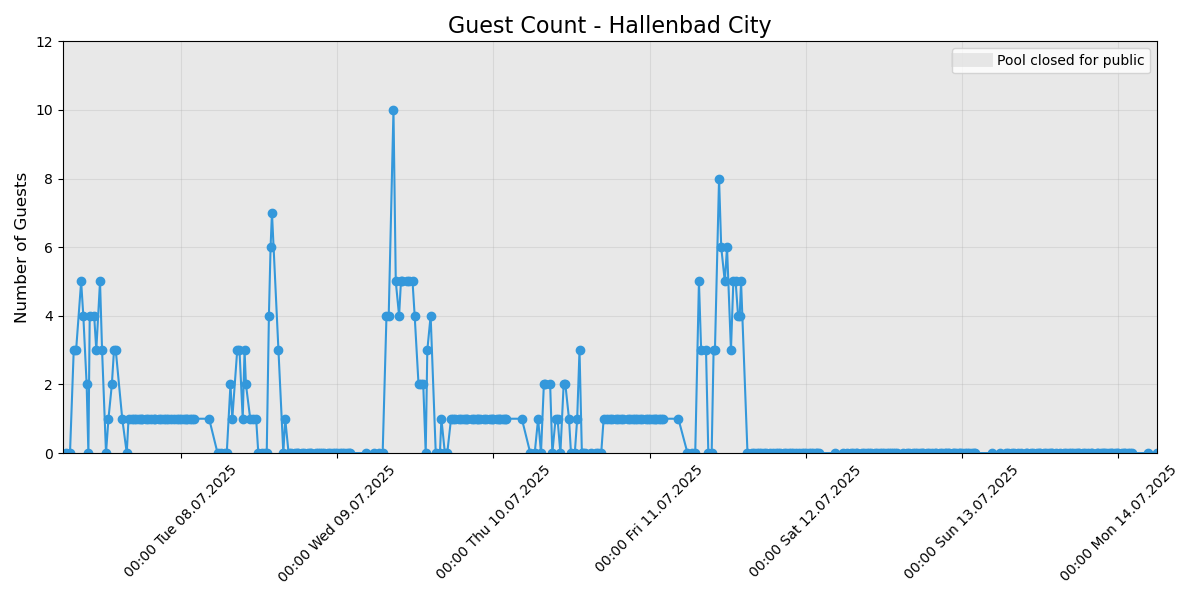 Guest Count - Hallenbad City
Pool closed for public
Number of Guests
12
10
8
6
4
2
0
00:00 Tue 08.07.2025
00:00 Wed 09.07.2025
00:00 Thu 10.07.2025
00:00 Fri 11.07.2025
00:00 Sat 12.07.2025
00:00 Sun 13.07.2025
00:00 Mon 14.07.2025